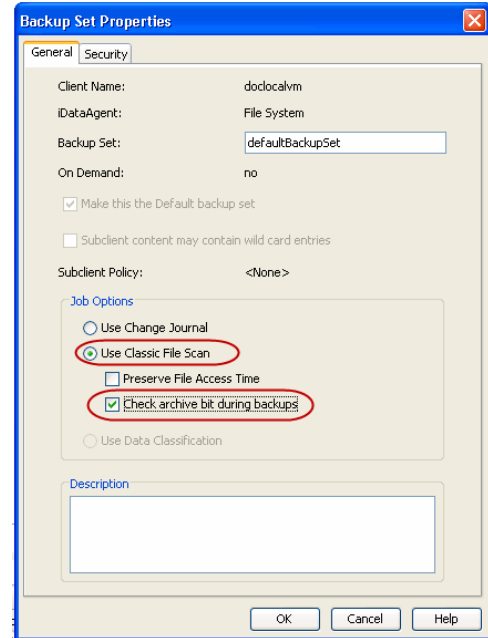 Backup Set Properties
General Security
Client Name: doclocalvm
iDataAgent: File System
Backup Set: defaultBackupSet
On Demand: no
Make this the Default backup set
Subclient content may contain wild card entries
Subclient Policy: <None>
Job Options
Use Change Journal
Use Classic File Scan
Preserve File Access Time
Check archive bit during backups
Use Data Classification
Description
OK Cancel Help